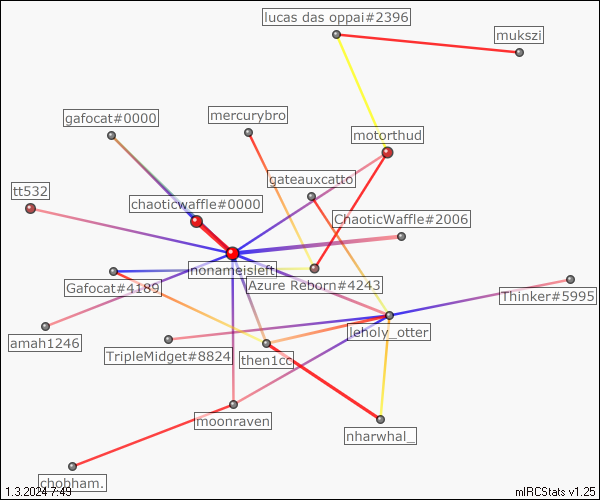 lucas das oppai#2396
mukszi
gafocat#0000
mercurybro
motorthud
gateauxcatto
tt532
chaoticwaffle#0000
ChaoticWaffle#2006
nonameisleft
Gafocat#4189
Azure Reborn#4243
Thinker#5995
amah1246
leholy_otter
TripleMidget#8824
then1cc
moonraven
nharwhal_
chobham.
1.3.2024 7:49
mIRCStats v1.25